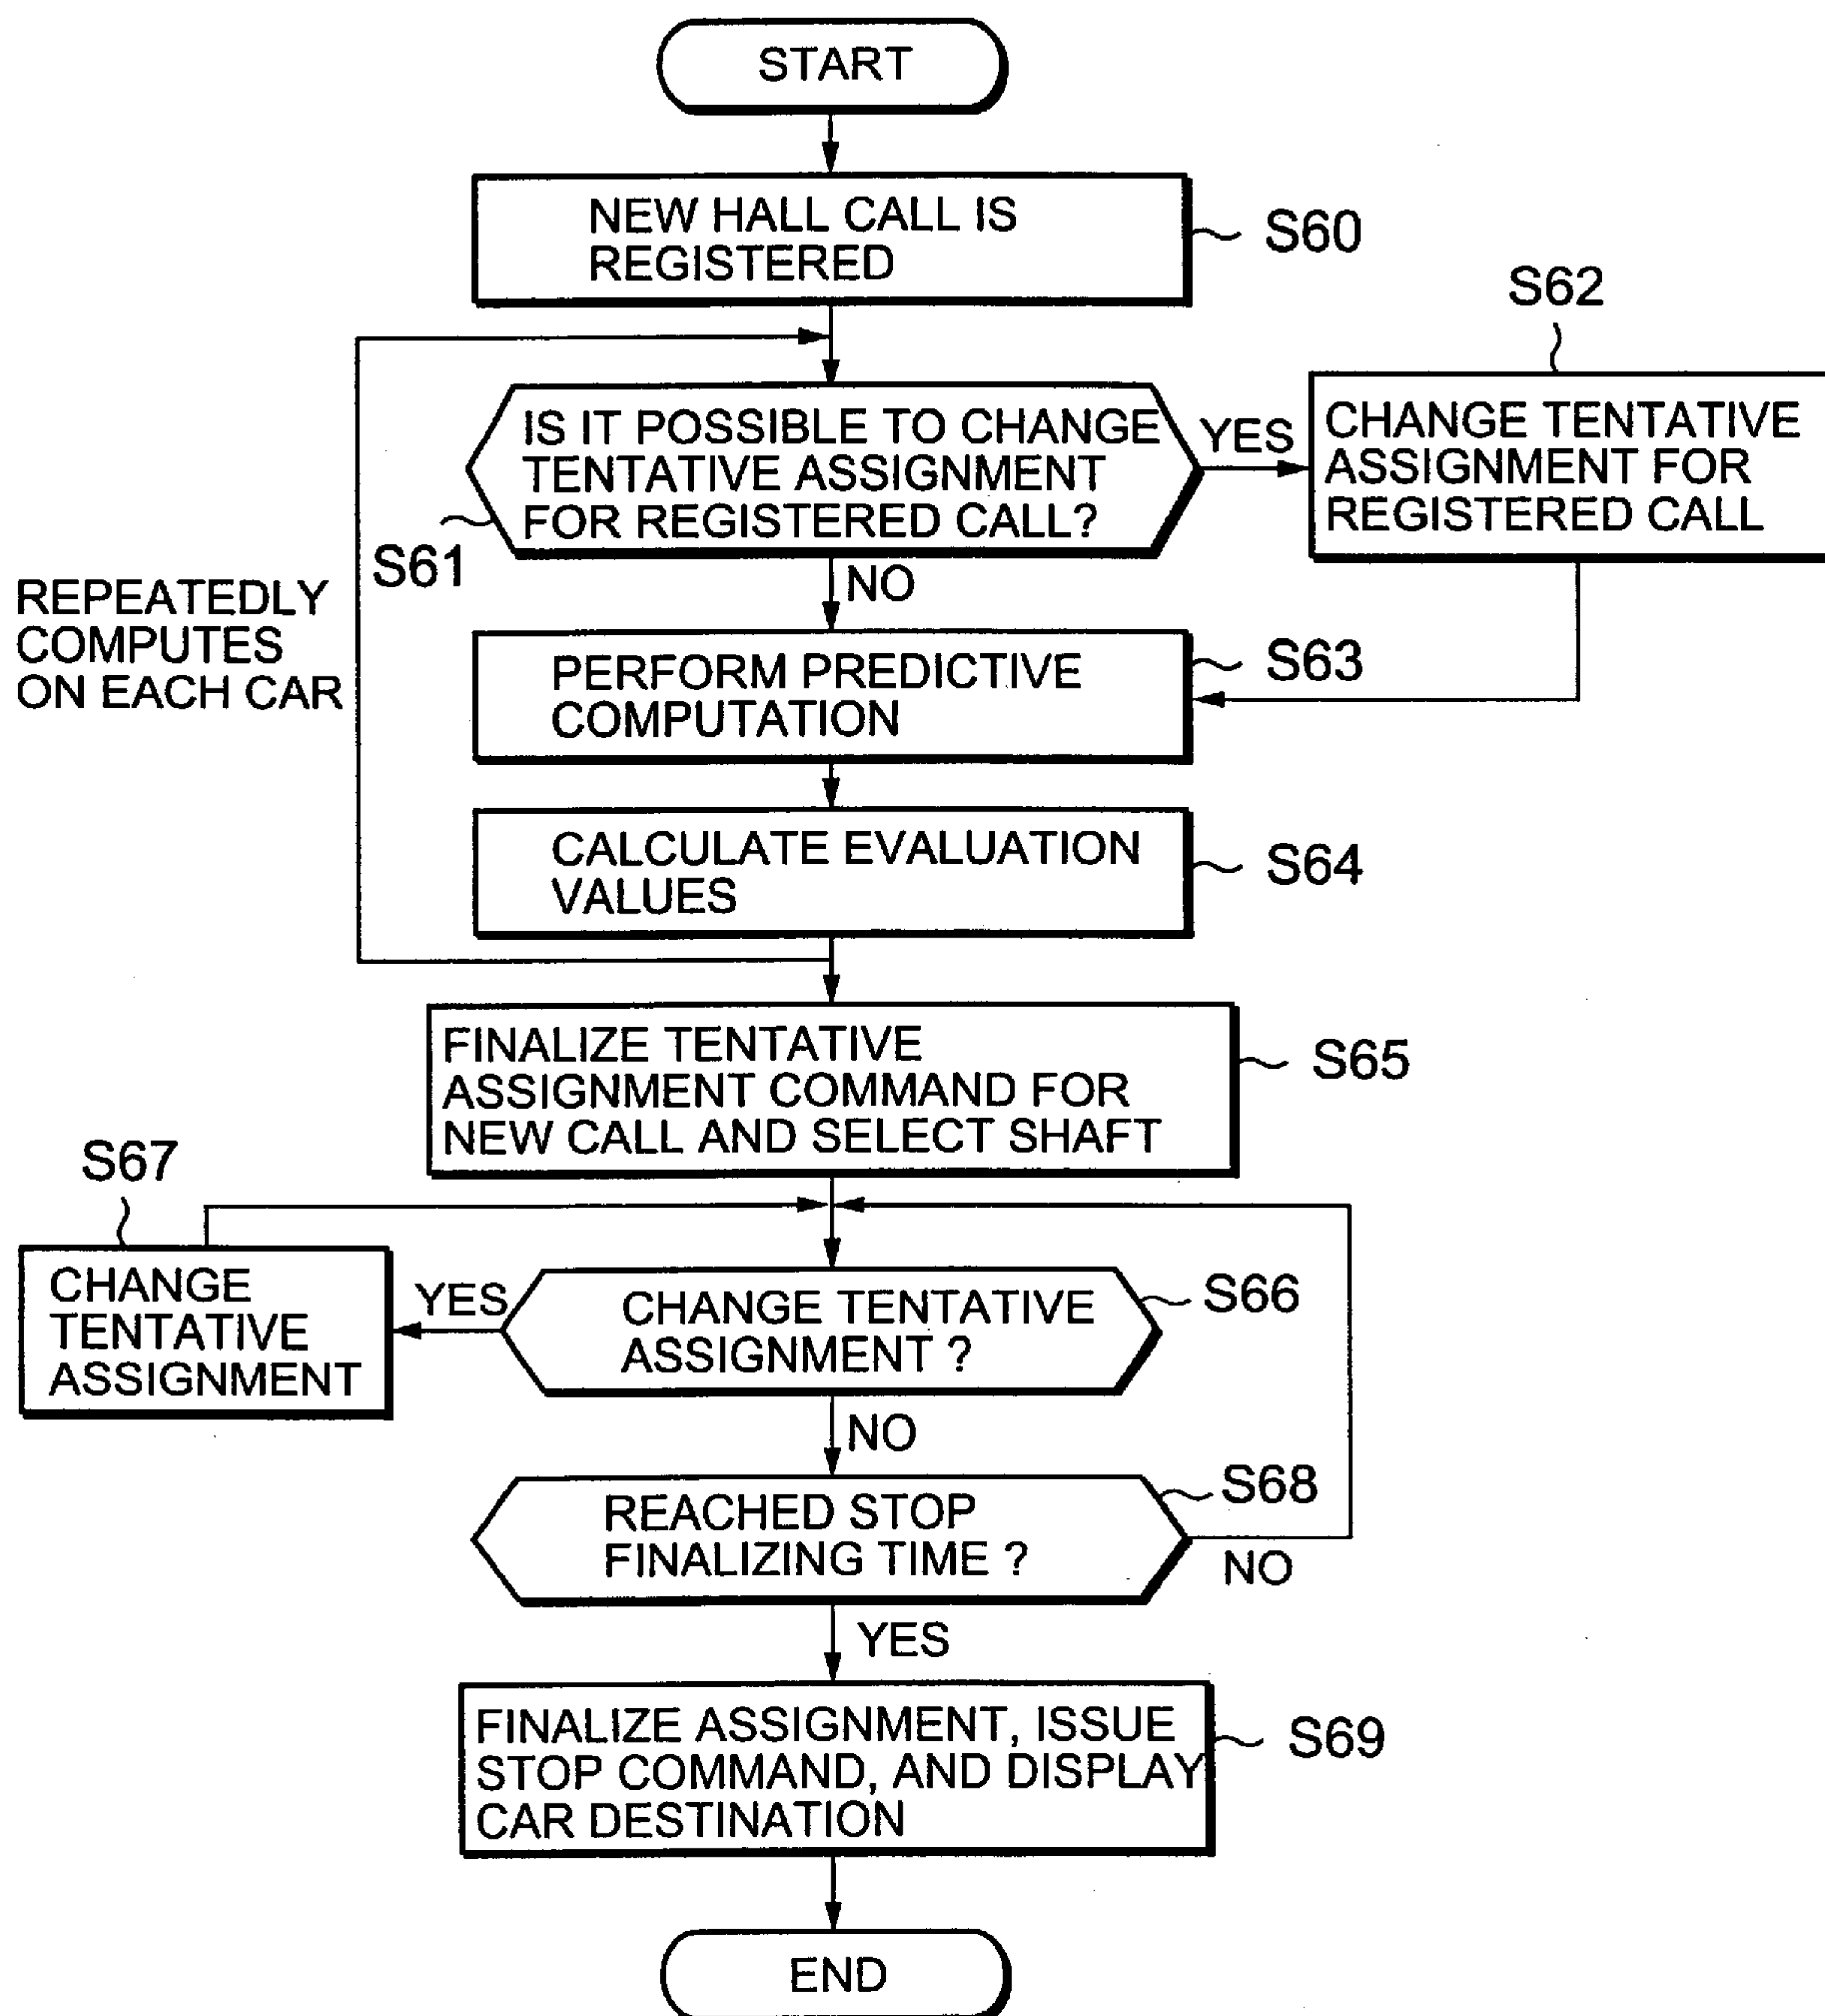 START
NEW HALL CALL IS
REGISTERED
S60
S62
IS IT POSSIBLE TO CHANGE
TENTATIVE ASSIGNMENT
FOR REGISTERED CALL?
S61
YES
CHANGE TENTATIVE
ASSIGNMENT FOR
REGISTERED CALL
NO
REPEATEDLY
COMPUTES
ON EACH CAR
PERFORM PREDICTIVE
COMPUTATION
S63
CALCULATE EVALUATION
VALUES
S64
FINALIZE TENTATIVE
ASSIGNMENT COMMAND FOR
NEW CALL AND SELECT SHAFT
S65
S67
CHANGE
TENTATIVE
ASSIGNMENT
YES
CHANGE TENTATIVE
ASSIGNMENT ?
S66
NO
REACHED STOP
FINALIZING TIME ?
S68
NO
YES
FINALIZE ASSIGNMENT, ISSUE
STOP COMMAND, AND DISPLAY
CAR DESTINATION
S69
END